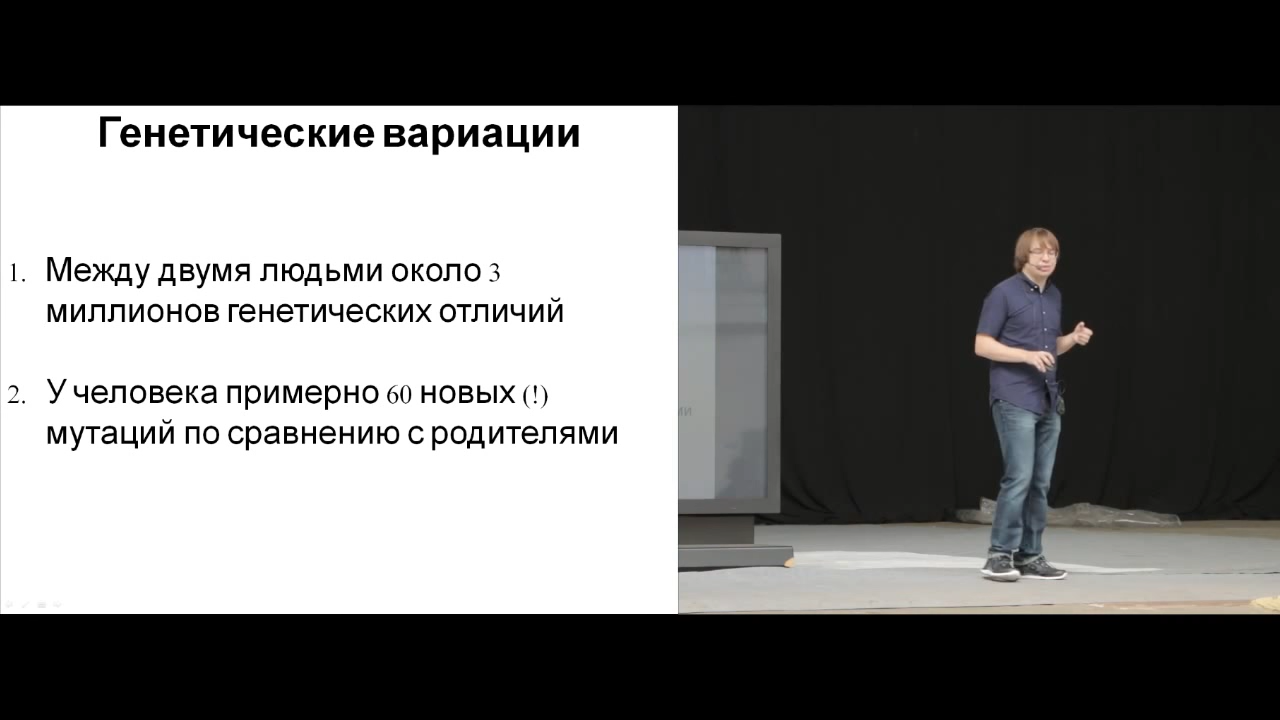 Генетические вариации
1. Между двумя людьми около 3
миллионов генетических отличий
2. У человека примерно 60 новых (!)
мутаций по сравнению с родителями